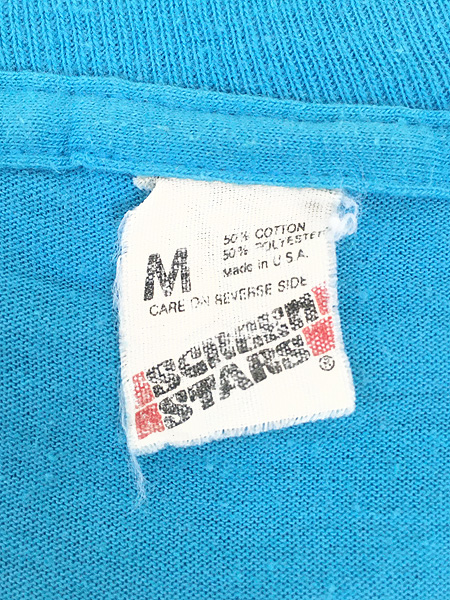 M
50% COTTON
50% POLYESTER
Made in U.S.A.
CARE ON REVERSE SIDE
SCREEN
STARS
®